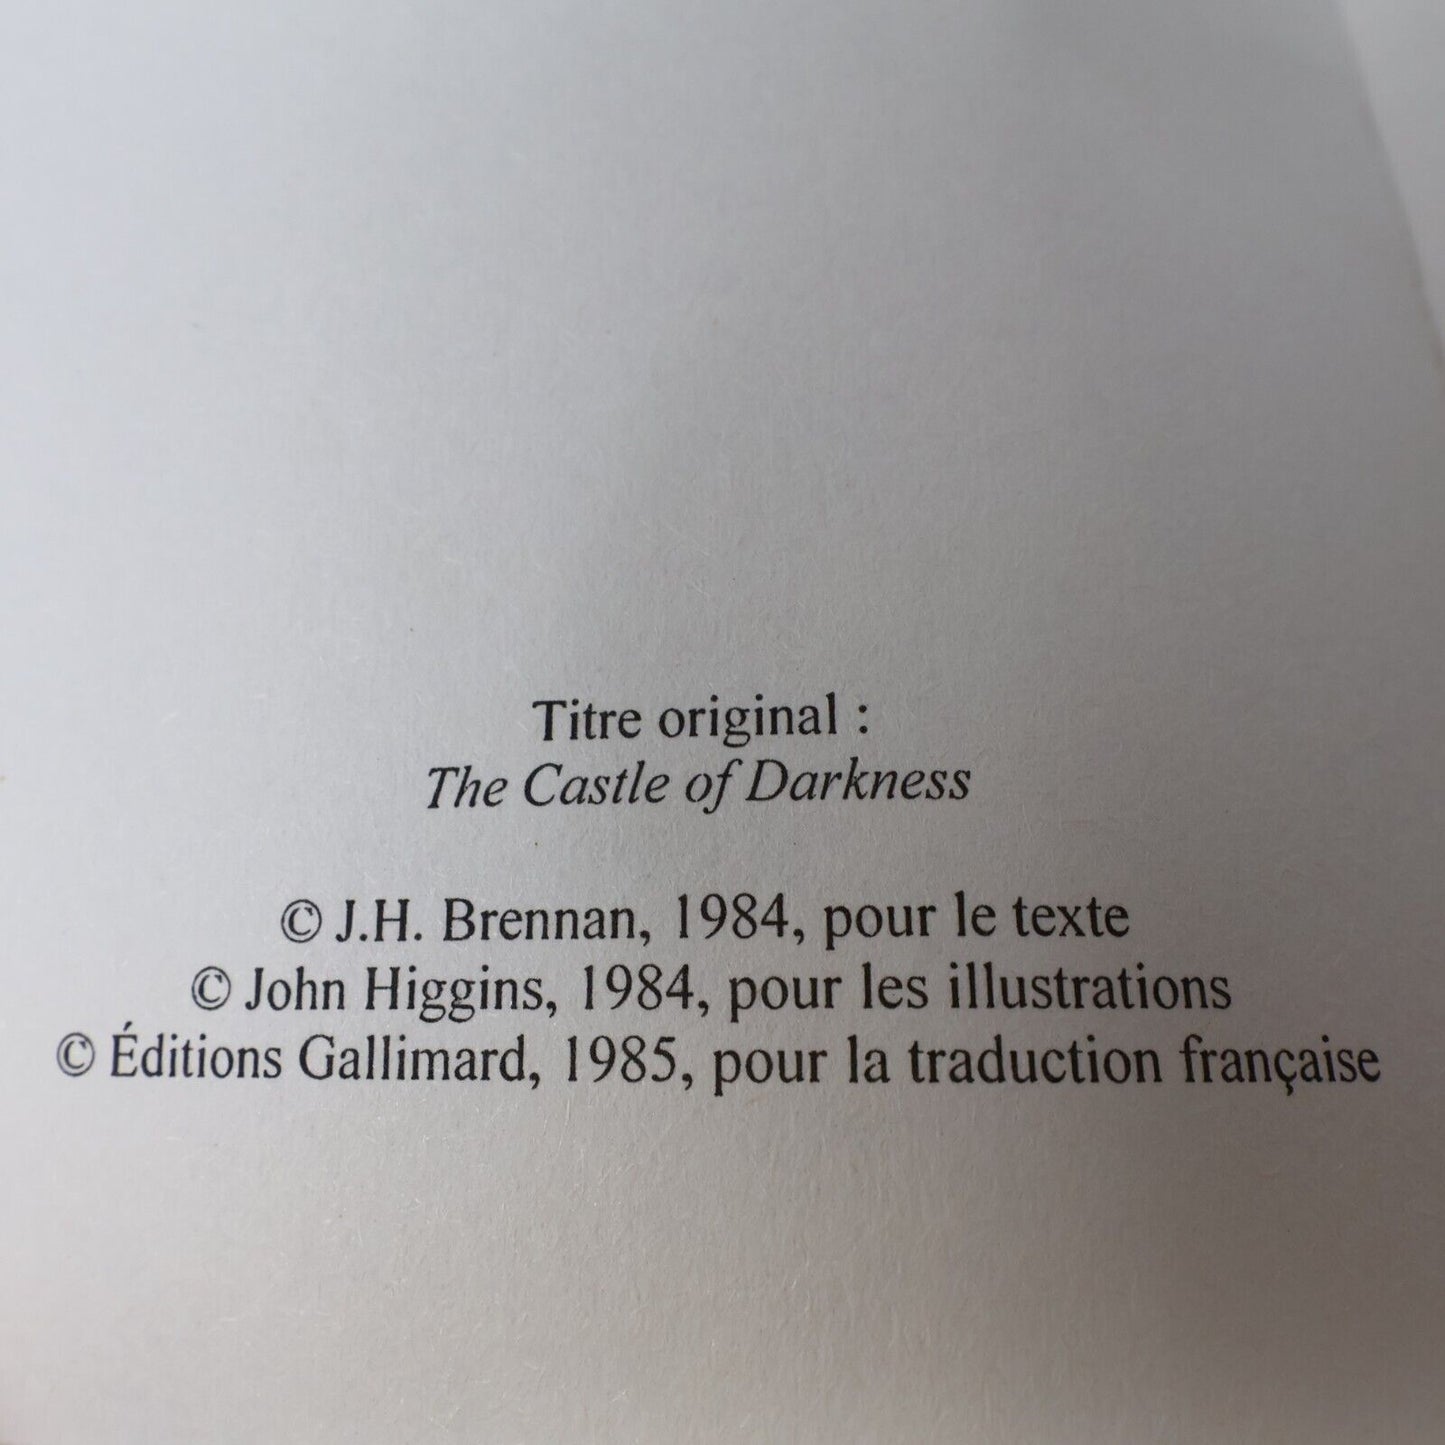 Titre original :
The Castle of Darkness
© J.H. Brennan, 1984, pour le texte
© John Higgins, 1984, pour les illustrations
© Éditions Gallimard, 1985, pour la traduction française